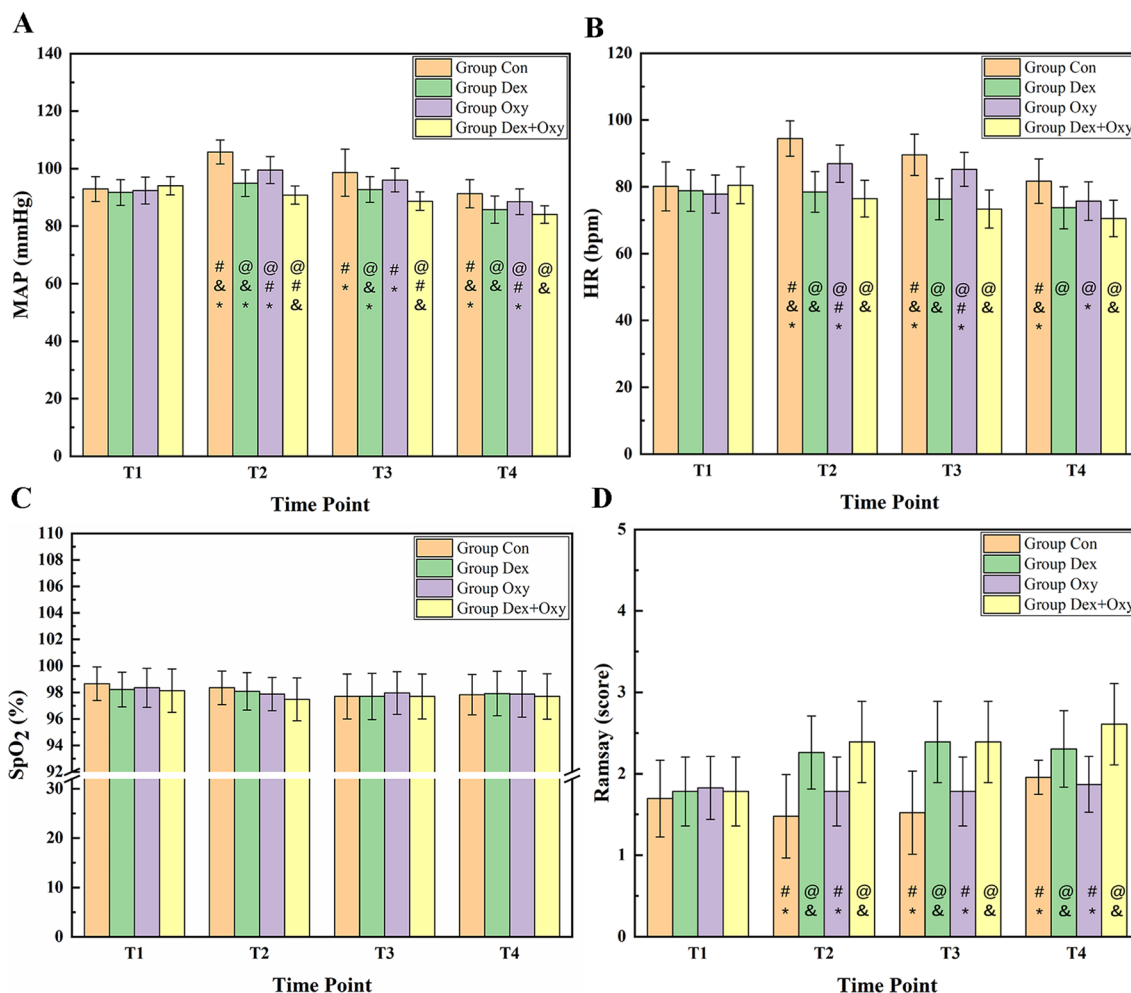 A
MAP (mmHg)
140
120
100
80
60
40
20
0
Group Con
Group Dex
Group Oxy
Group Dex+Oxy
# @ @ @
& & # #
* * * &
# @ # @
* & * #
* &
# @ @ @
& & # &
* *
T1 T2 T3 T4
Time Point
B
HR (bpm)
120
100
80
60
40
20
0
Group Con
Group Dex
Group Oxy
Group Dex+Oxy
# @ @ @
& & # &
* *
# @ @ @
& & # &
* *
# @ @ @
& * &
*
T1 T2 T3 T4
Time Point
C
SpO2 (%)
110
108
106
104
102
100
98
96
94
92
30
20
10
0
Group Con
Group Dex
Group Oxy
Group Dex+Oxy
T1 T2 T3 T4
Time Point
D
Ramsay (score)
5
4
3
2
1
0
Group Con
Group Dex
Group Oxy
Group Dex+Oxy
# @ # @
* & * &
# @ # @
* & * &
# @ # @
* & * &
T1 T2 T3 T4
Time Point